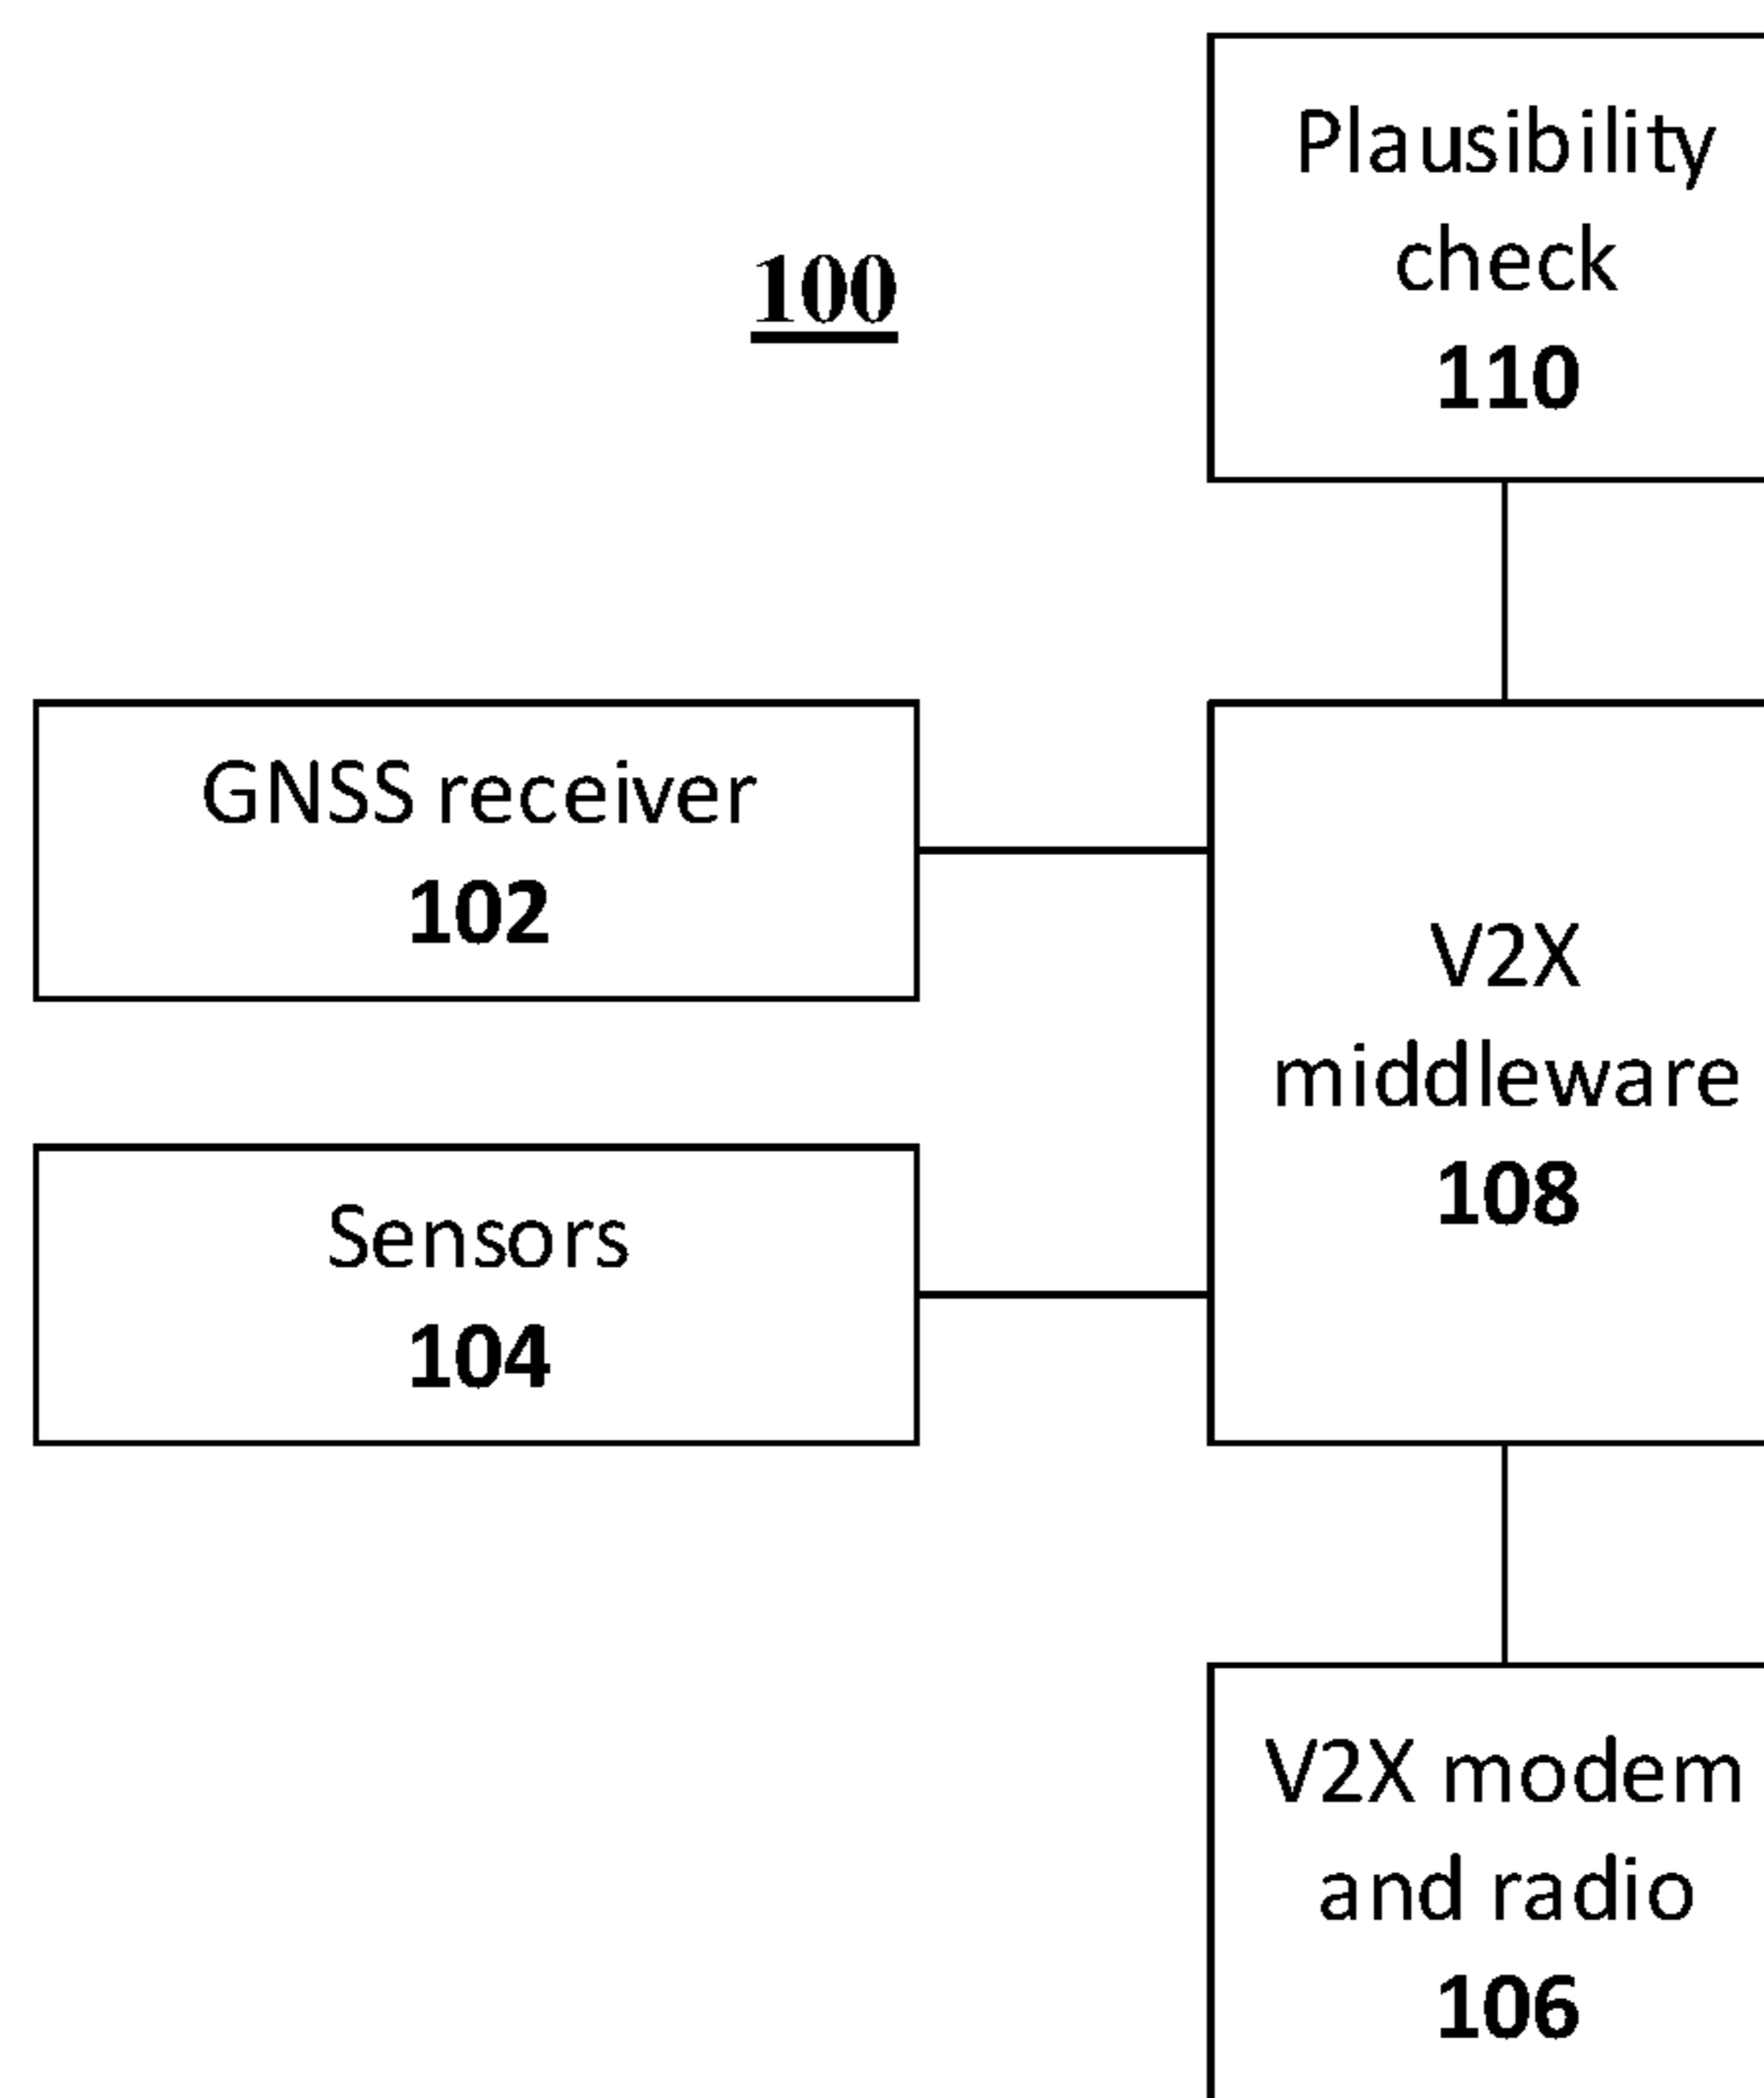 Plausibility
check
110
100
GNSS receiver
102
V2X
middleware
108
Sensors
104
V2X modem
and radio
106